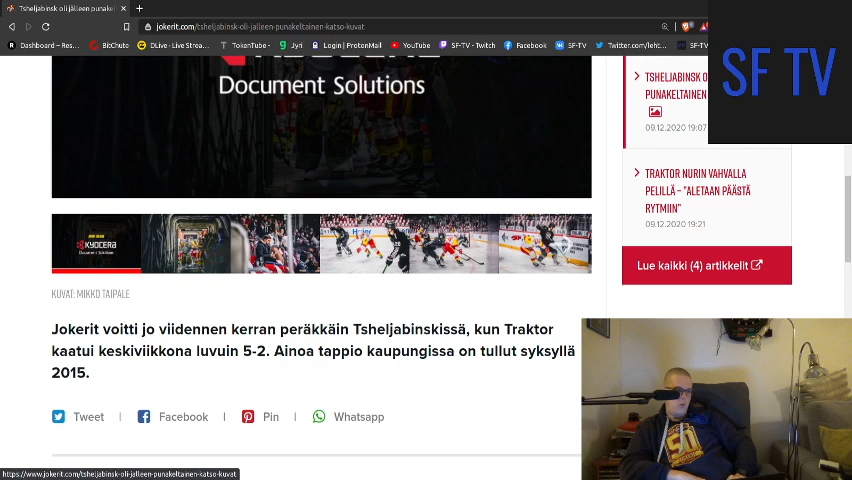 Tsheljabinsk oli jälleen punakel
jokerit.com/tsheljabinsk-oli-jalleen-punakeltainen-katso-kuvat
Dashboard – Res... BitChute DLive · Live Strea... TokenTube - Jyri Login | ProtonMail YouTube SF-TV - Twitch Facebook SF-TV Twitter.com/leht... SF-TV
SF TV
Document Solutions
TSHELJABINSK O
PUNAKELTAINEN
09.12.2020 19:07
TRAKTOR NURIN VAHVALLA
PELILLÄ – "ALETAAN PÄÄSTÄ
RYTMIIN"
09.12.2020 19:21
KYOCERA
Document Solutions
Lue kaikki (4) artikkelit
KUVAT: MIKKO TAIPALE
Jokerit voitti jo viidennen kerran peräkkäin Tsheljabinskissä, kun Traktor
kaatui keskiviikkona luvuin 5-2. Ainoa tappio kaupungissa on tullut syksyllä
2015.
Tweet | Facebook | Pin | Whatsapp
https://www.jokerit.com/tsheljabinsk-oli-jalleen-punakeltainen-katso-kuvat